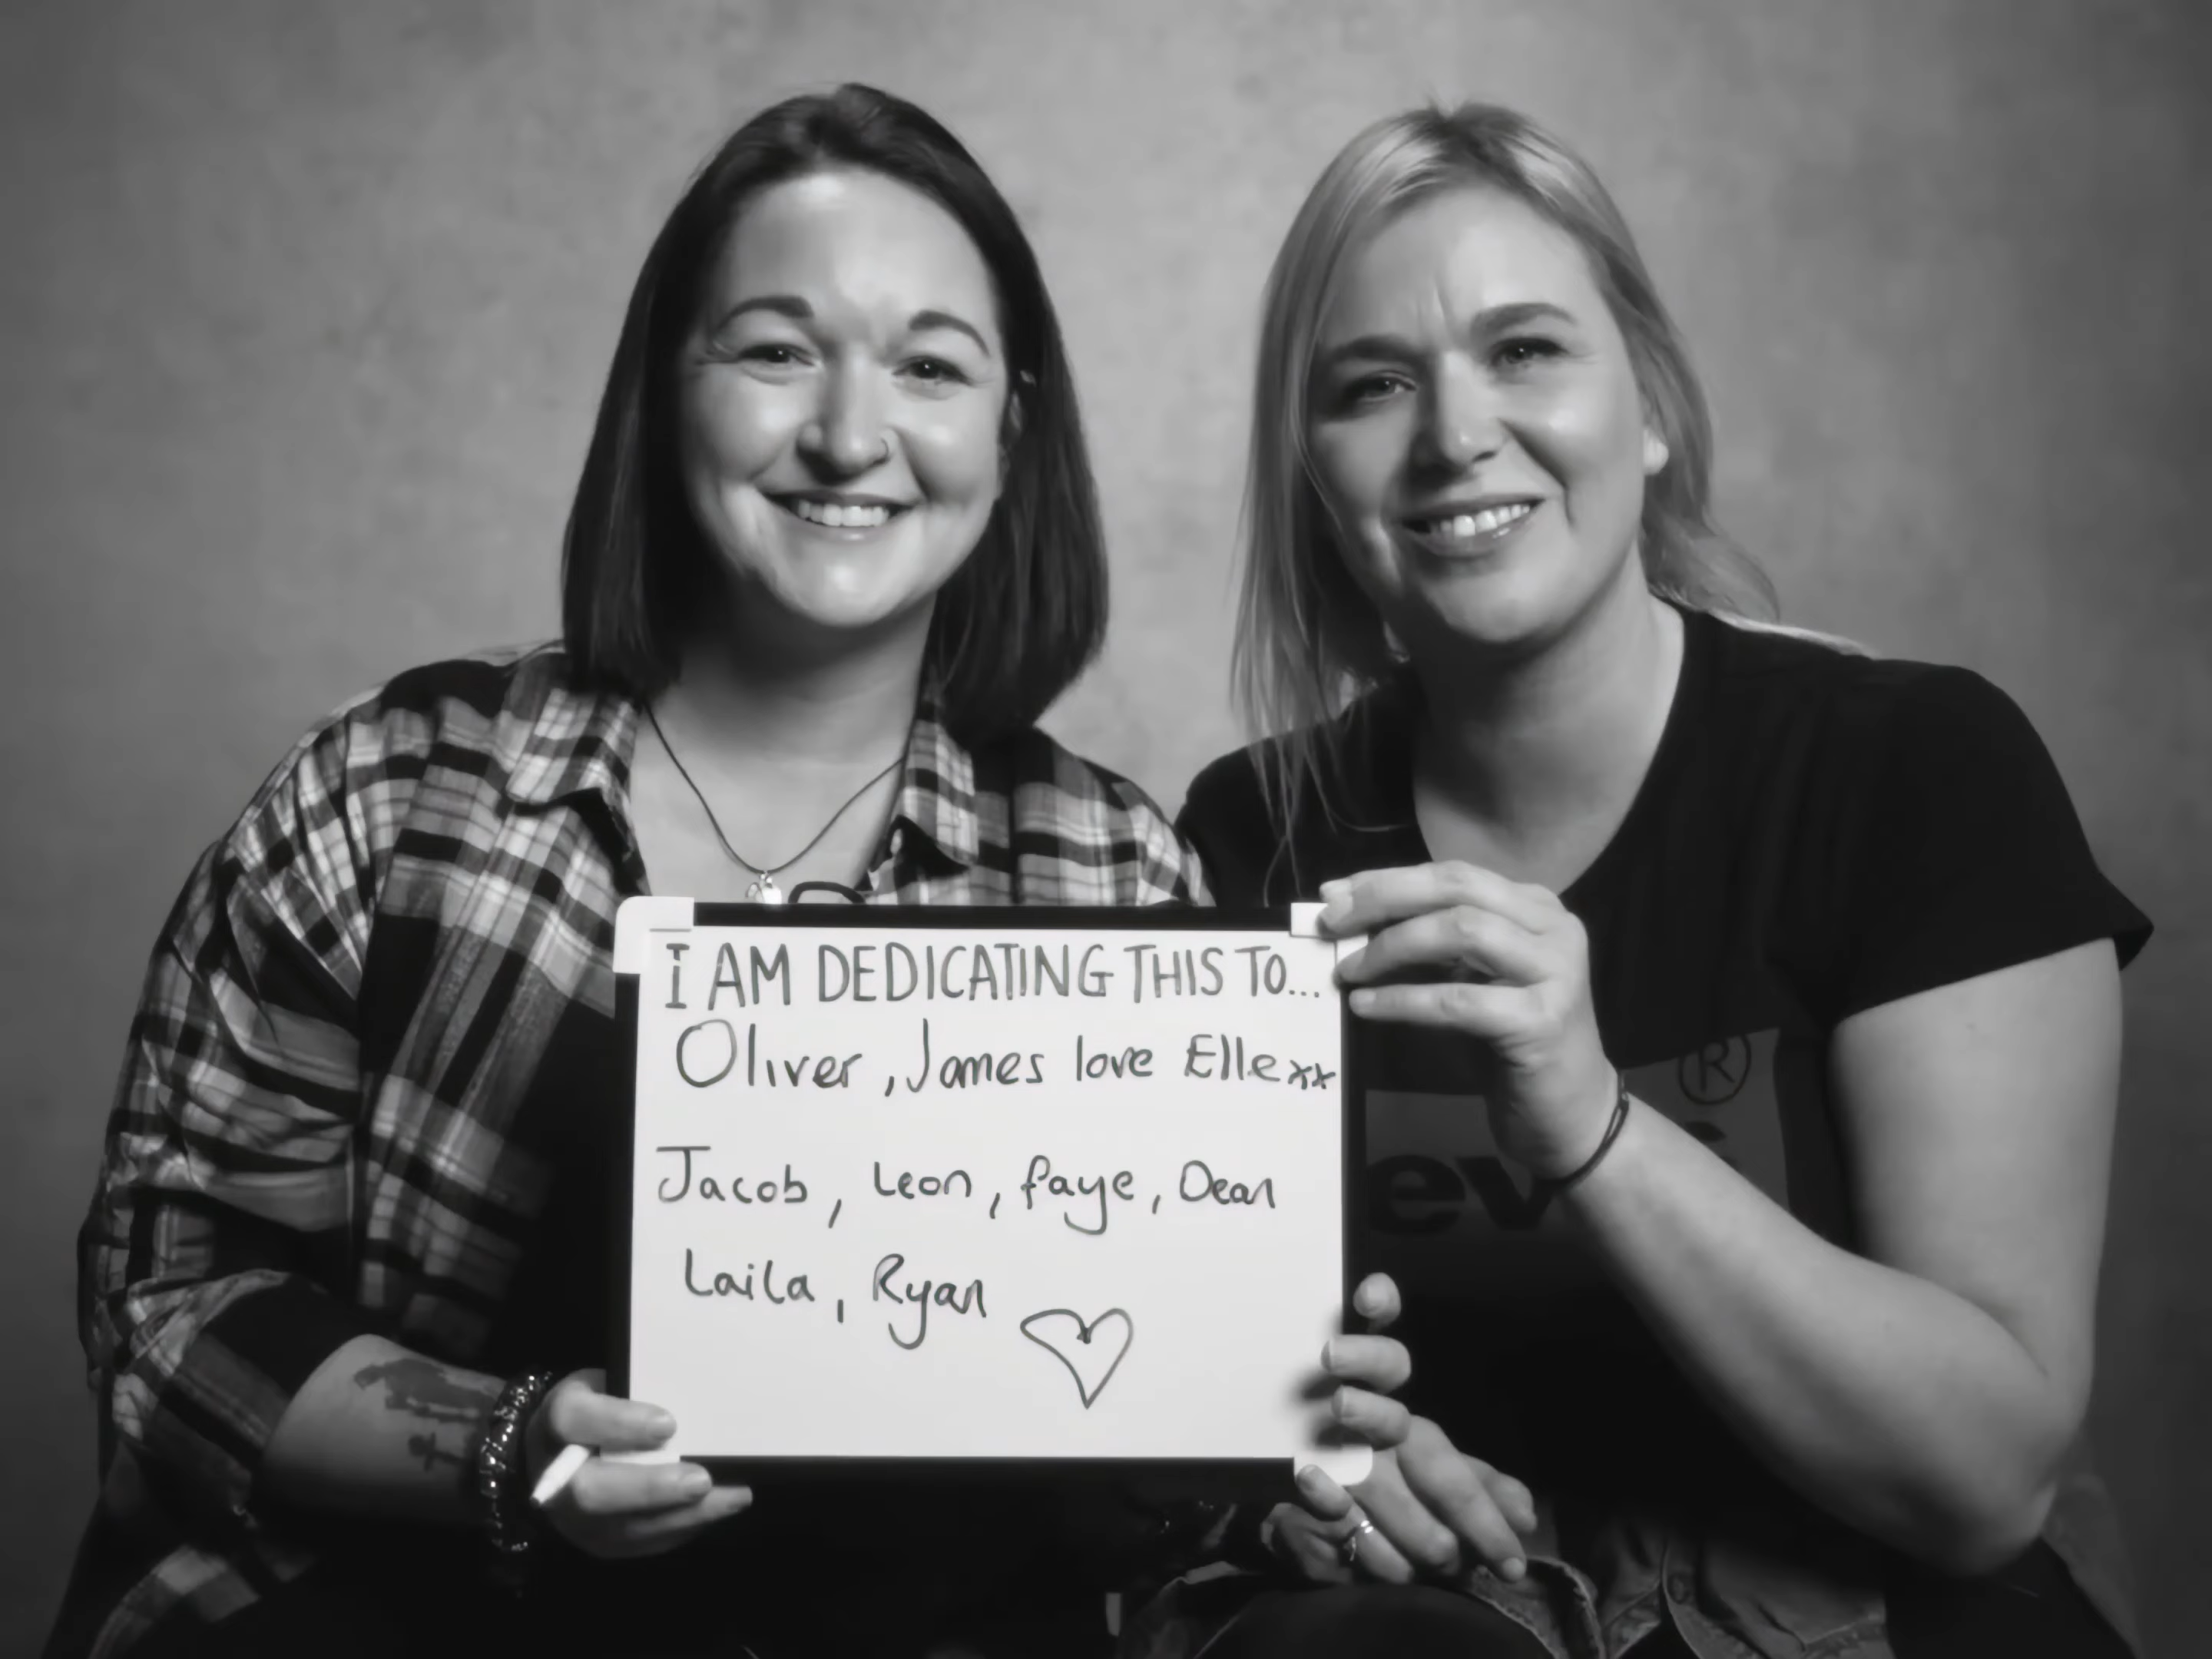 I AM DEDICATING THIS TO...
Oliver, James love Elle xx
Jacob, Leon, faye, Dean
Laila, Ryan
®